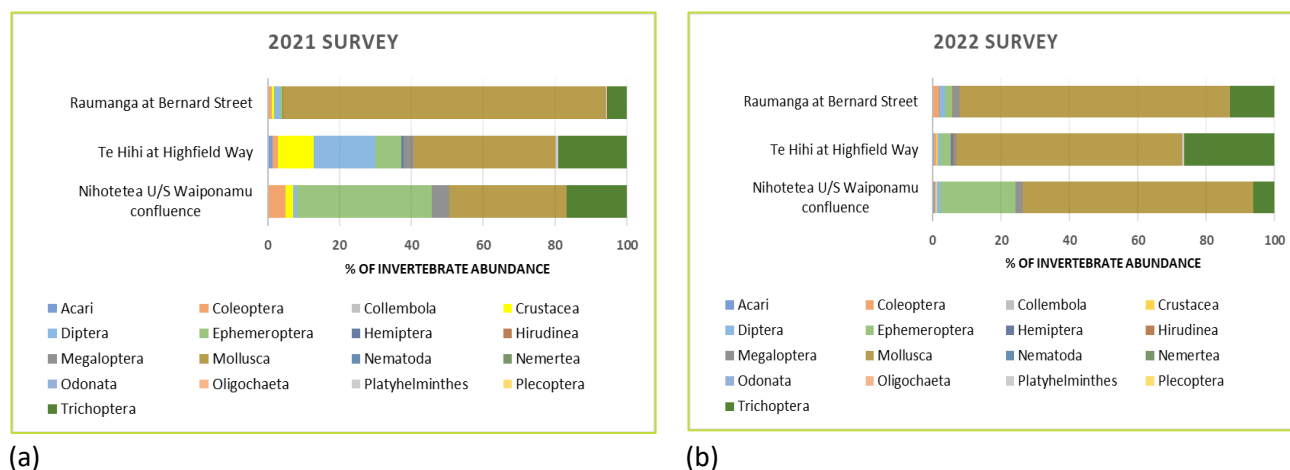 2021 SURVEY
Raumanga at Bernard Street
Te Hihi at Highfield Way
Nihotetea U/S Waiponamu
confluence
0 20 40 60 80 100
% OF INVERTEBRATE ABUNDANCE
Acari Coleoptera Collembola Crustacea
Diptera Ephemeroptera Hemiptera Hirudinea
Megaloptera Mollusca Nematoda Nemertea
Odonata Oligochaeta Platyhelminthes Plecoptera
Trichoptera
(a)
2022 SURVEY
Raumanga at Bernard Street
Te Hihi at Highfield Way
Nihotetea U/S Waiponamu
confluence
0 20 40 60 80 100
% OF INVERTEBRATE ABUNDANCE
Acari Coleoptera Collembola Crustacea
Diptera Ephemeroptera Hemiptera Hirudinea
Megaloptera Mollusca Nematoda Nemertea
Odonata Oligochaeta Platyhelminthes Plecoptera
Trichoptera
(b)